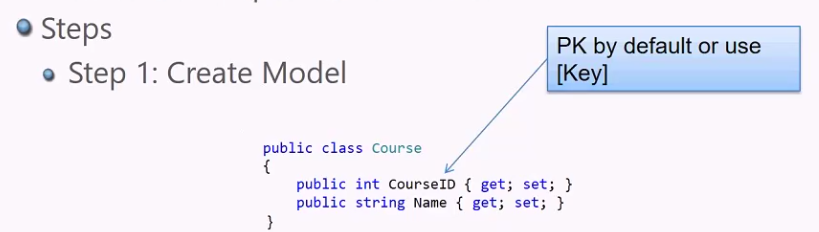 Steps
Step 1: Create Model
PK by default or use
[Key]
public class Course
{
public int CourseID { get; set; }
public string Name { get; set; }
}